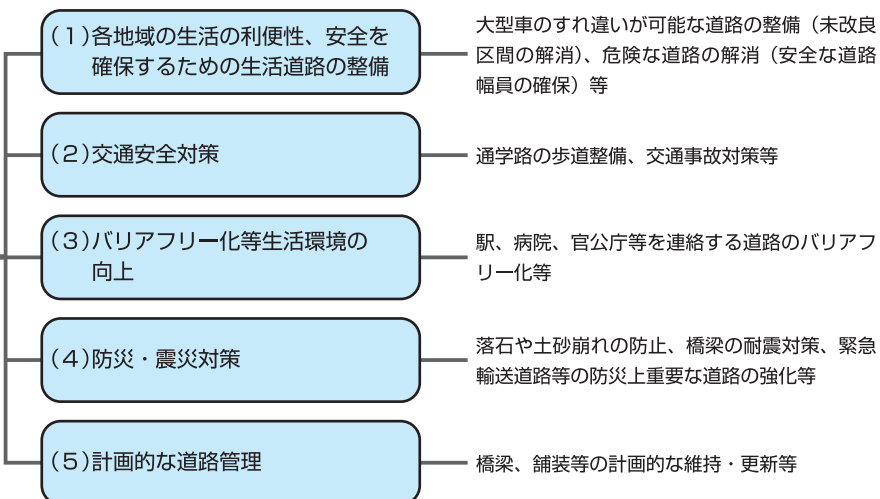 (1)各地域の生活の利便性、安全を
確保するための生活道路の整備
大型車のすれ違いが可能な道路の整備（未改良
区間の解消）、危険な道路の解消（安全な道路
幅員の確保）等
(2)交通安全対策
通学路の歩道整備、交通事故対策等
(3)バリアフリー化等生活環境の
向上
駅、病院、官公庁等を連絡する道路のバリアフ
リー化等
(4)防災・震災対策
落石や土砂崩れの防止、橋梁の耐震対策、緊急
輸送道路等の防災上重要な道路の強化等
(5)計画的な道路管理
橋梁、舗装等の計画的な維持・更新等